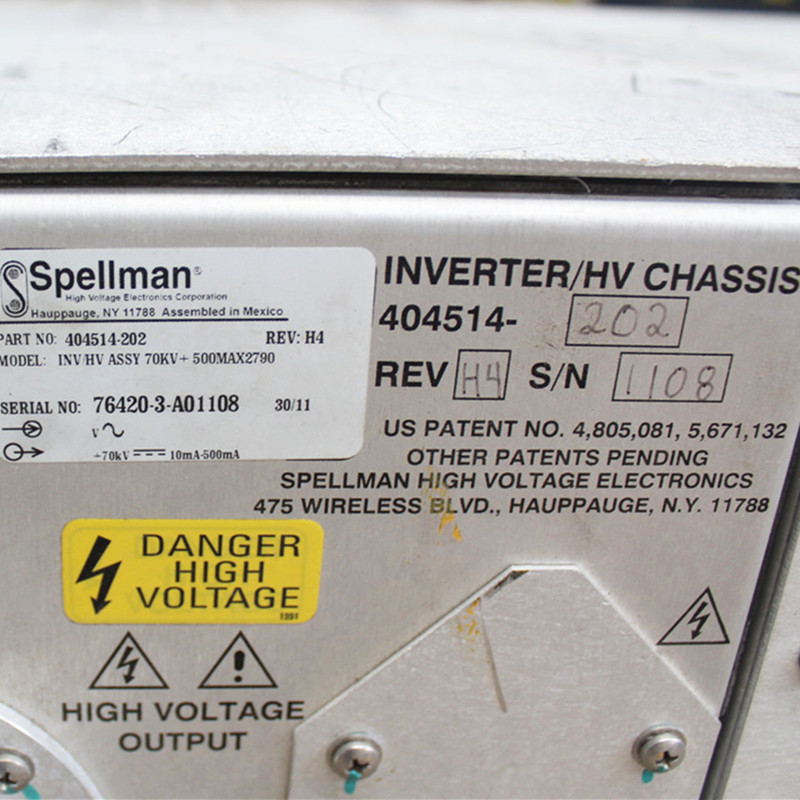 Spellman®
High Voltage Electronics Corporation
Hauppauge, NY 11788 Assembled in Mexico
PART NO: 404514-202 REV: H4
MODEL: INV/HV ASSY 70KV+ 500MAX2790
SERIAL NO: 76420-3-A01108 30/11
V
+70kV 10mA-500mA
INVERTER/HV CHASSIS
404514- 202
REV H4 S/N 1108
US PATENT NO. 4,805,081, 5,671,132
OTHER PATENTS PENDING
SPELLMAN HIGH VOLTAGE ELECTRONICS
475 WIRELESS BLVD., HAUPPAUGE, N.Y. 11788
DANGER
HIGH
VOLTAGE
1991
HIGH VOLTAGE
OUTPUT